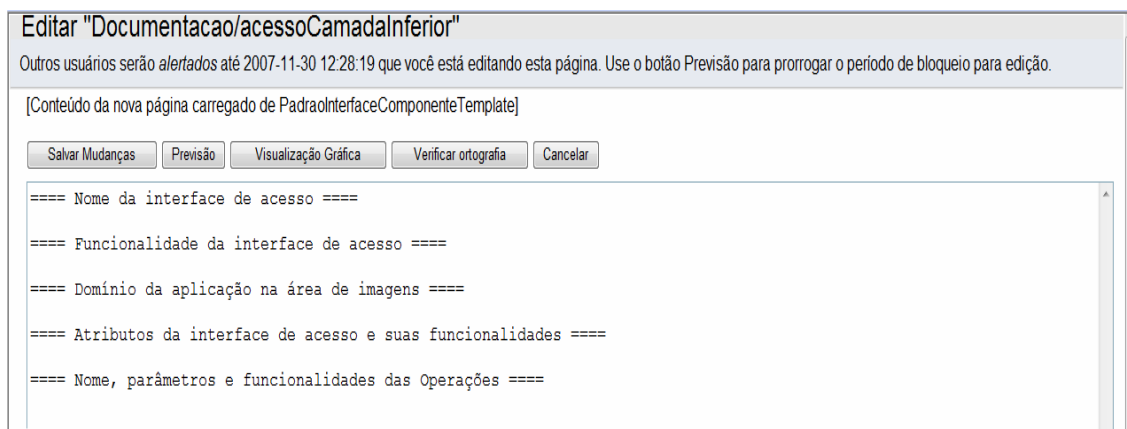 Editar "Documentacao/acessoCamadaInferior"
Outros usuários serão alertados até 2007-11-30 12:28:19 que você está editando esta página. Use o botão Previsão para prorrogar o período de bloqueio para edição.
[Conteúdo da nova página carregado de PadraoInterfaceComponenteTemplate]
Salvar Mudanças Previsão Visualização Gráfica Verificar ortografia Cancelar
==== Nome da interface de acesso ====
==== Funcionalidade da interface de acesso ====
==== Domínio da aplicação na área de imagens ====
==== Atributos da interface de acesso e suas funcionalidades ====
==== Nome, parâmetros e funcionalidades das Operações ====